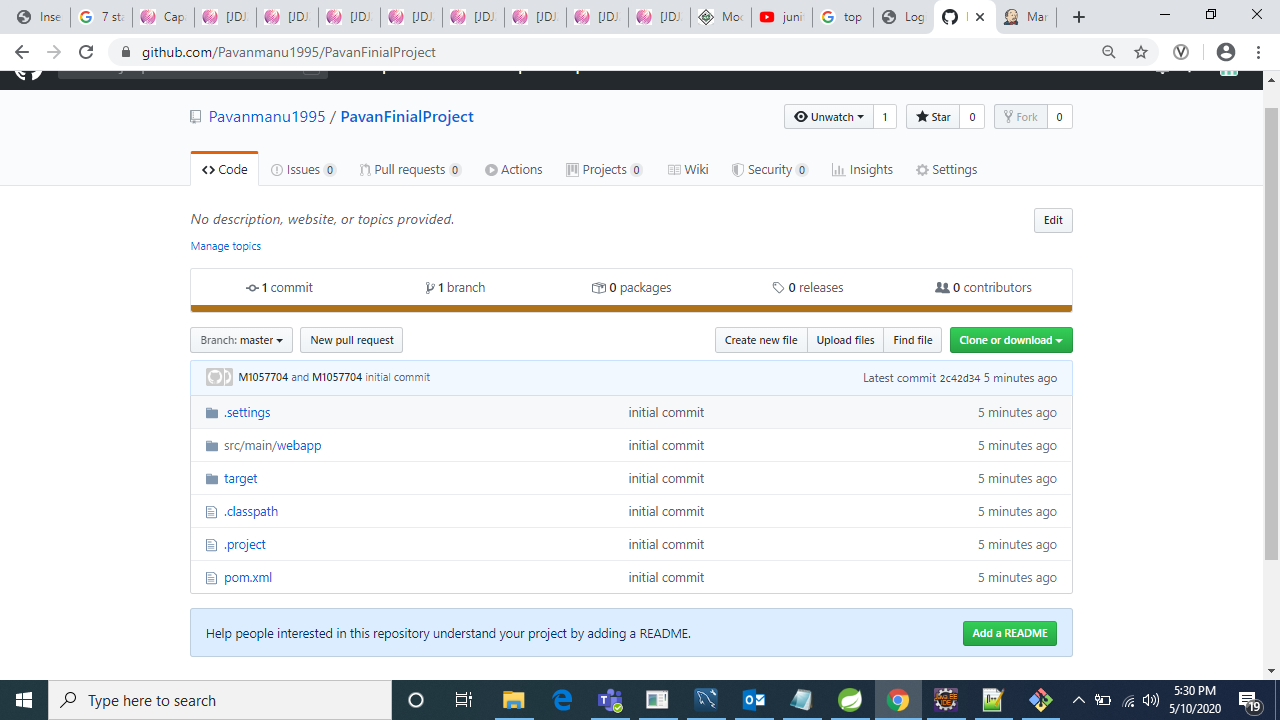 Inse
7 sta
Cap
[JDJ
[JDJ
[JDJ
[JDJ
[JDJ
[JDJ
[JDJ
[JDJ
Moc
junit
top
Log
Mar
github.com/Pavanmanu1995/PavanFinialProject
Pavanmanu1995 / PavanFinialProject
Unwatch 1
Star 0
Fork 0
Code
Issues 0
Pull requests 0
Actions
Projects 0
Wiki
Security 0
Insights
Settings
No description, website, or topics provided.
Edit
Manage topics
1 commit
1 branch
0 packages
0 releases
0 contributors
Branch: master
New pull request
Create new file
Upload files
Find file
Clone or download
M1057704 and M1057704 initial commit
Latest commit 2c42d34 5 minutes ago
.settings initial commit 5 minutes ago
src/main/webapp initial commit 5 minutes ago
target initial commit 5 minutes ago
.classpath initial commit 5 minutes ago
.project initial commit 5 minutes ago
pom.xml initial commit 5 minutes ago
Help people interested in this repository understand your project by adding a README.
Add a README
Type here to search
5:30 PM
5/10/2020
19